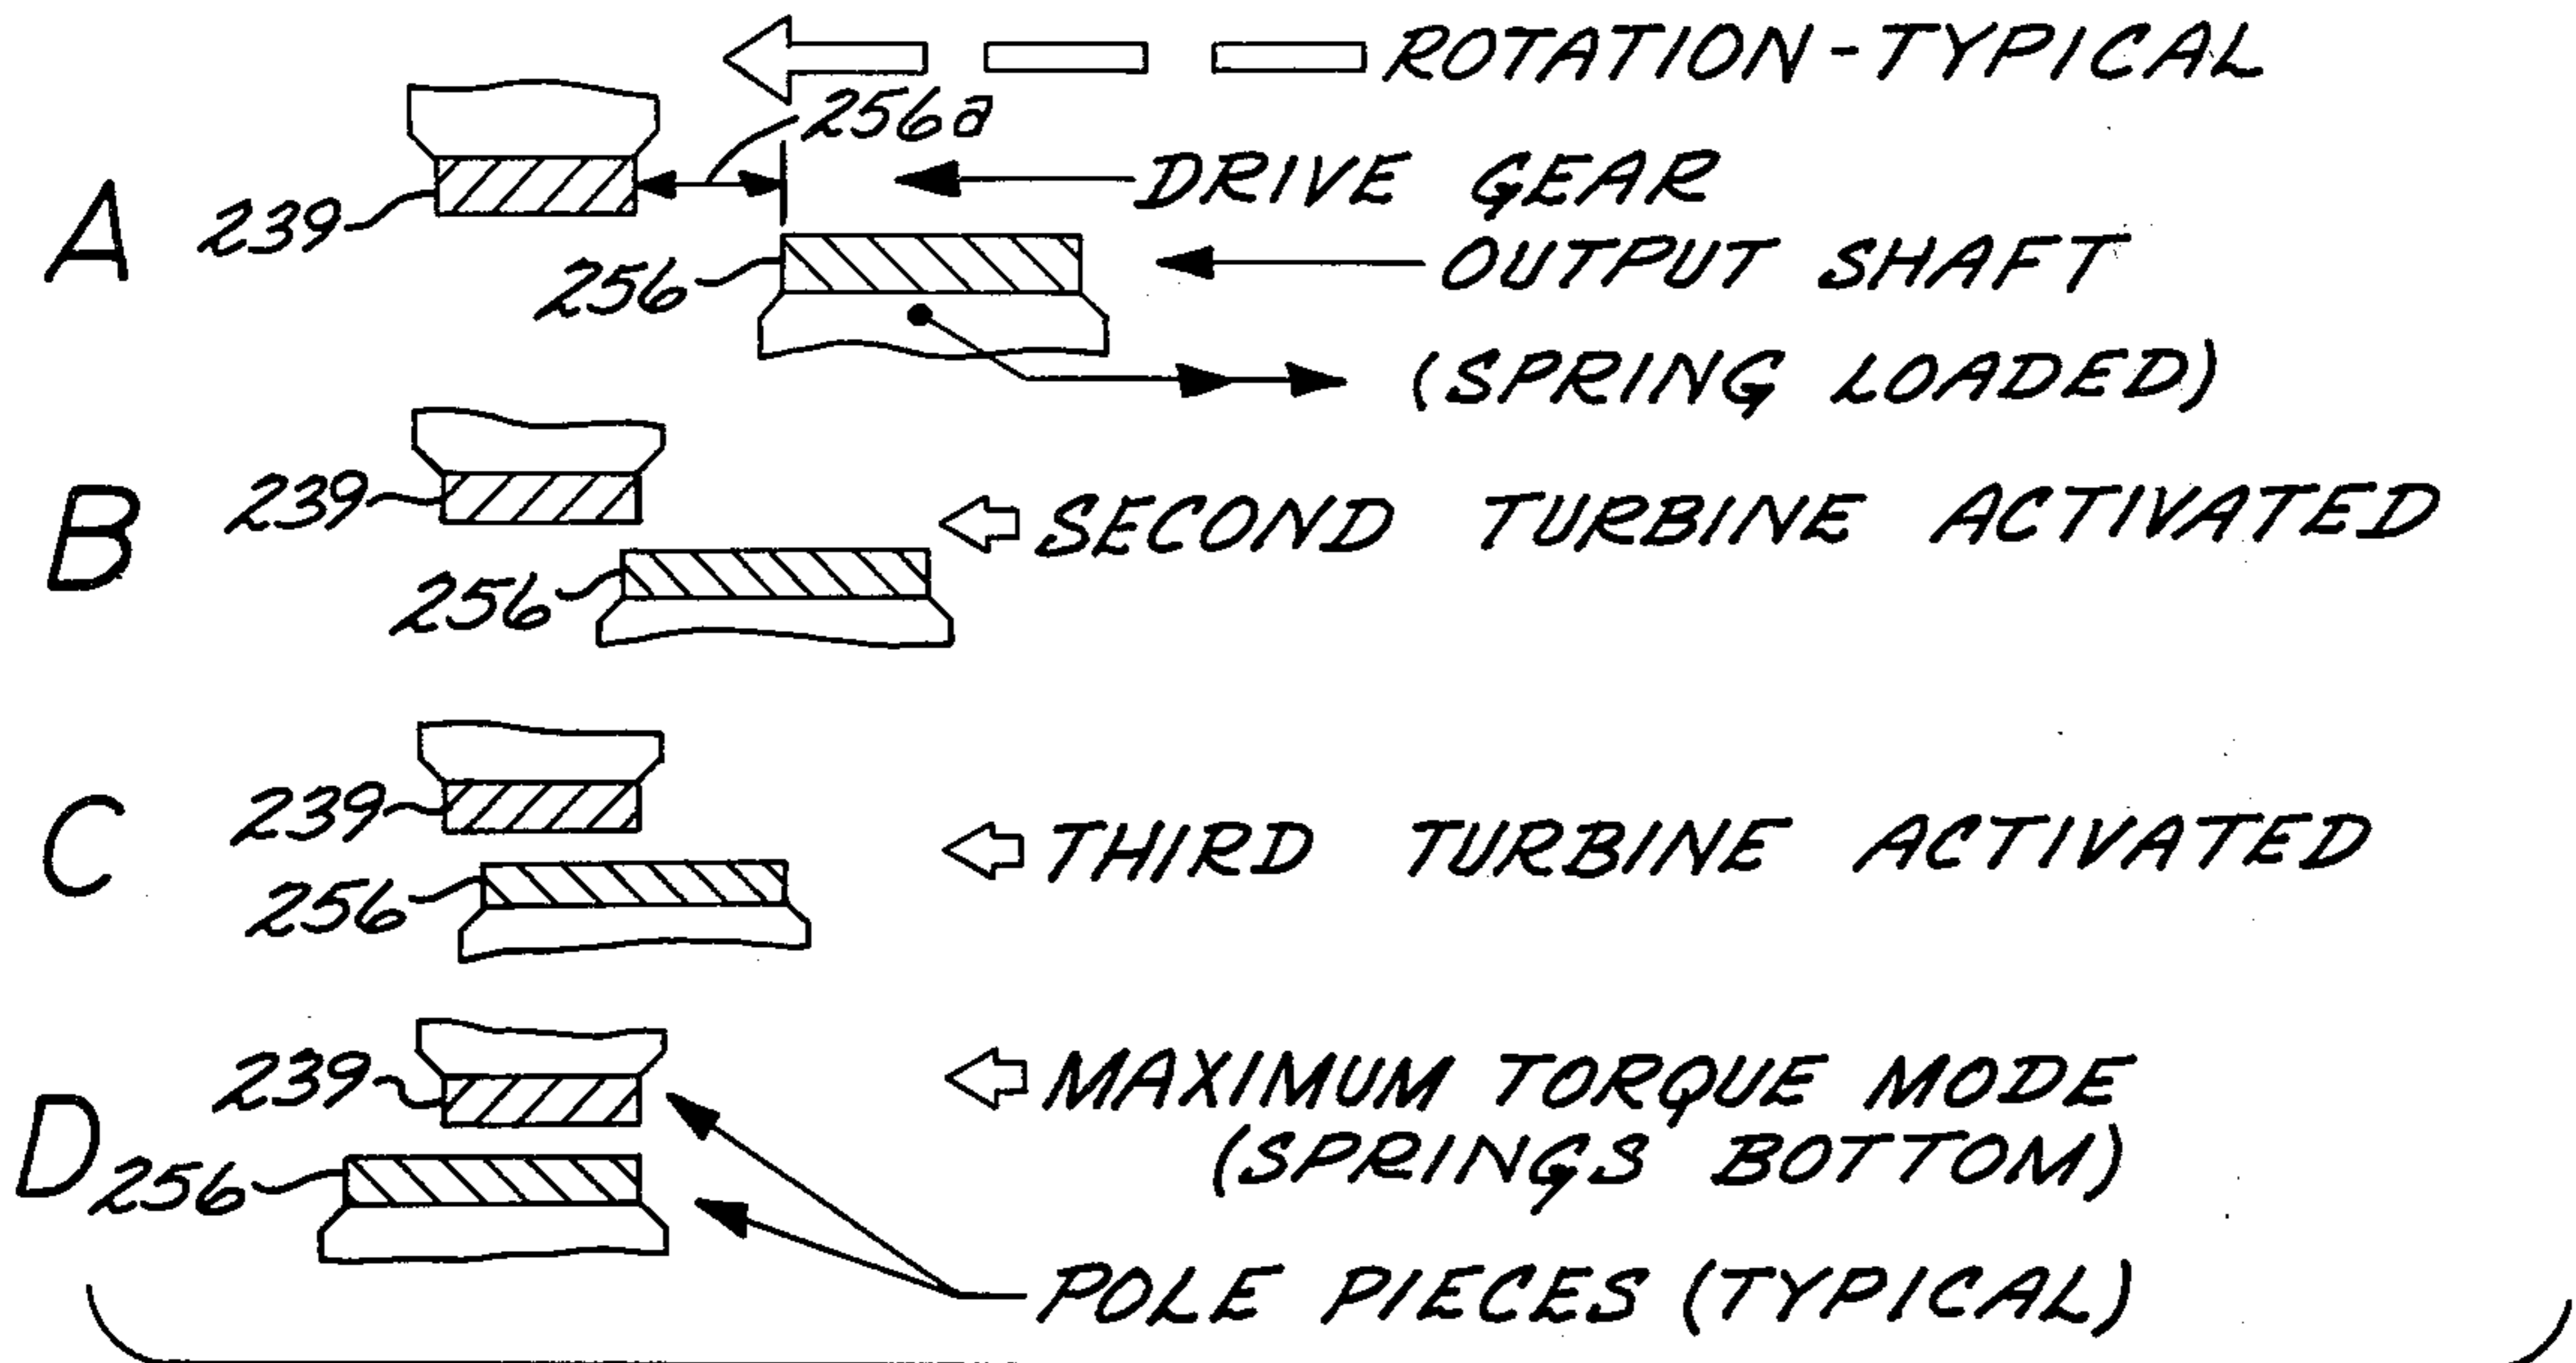 ROTATION-TYPICAL
256a
A
239
DRIVE GEAR
256
OUTPUT SHAFT
(SPRING LOADED)
B
239
SECOND TURBINE ACTIVATED
256
C
239
THIRD TURBINE ACTIVATED
256
D
239
MAXIMUM TORQUE MODE
(SPRINGS BOTTOM)
256
POLE PIECES (TYPICAL)